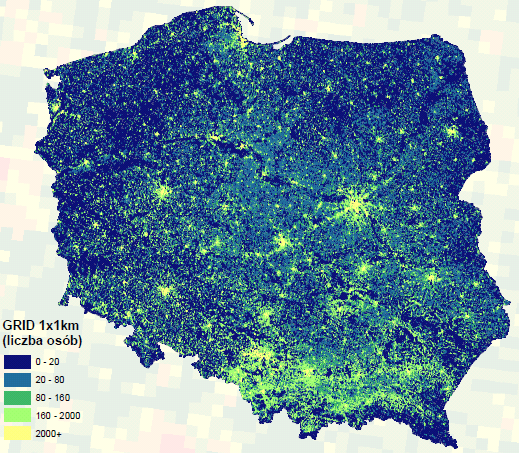 GRID 1x1km
(liczba osób)
0 - 20
20 - 80
80 - 160
160 - 2000
2000+